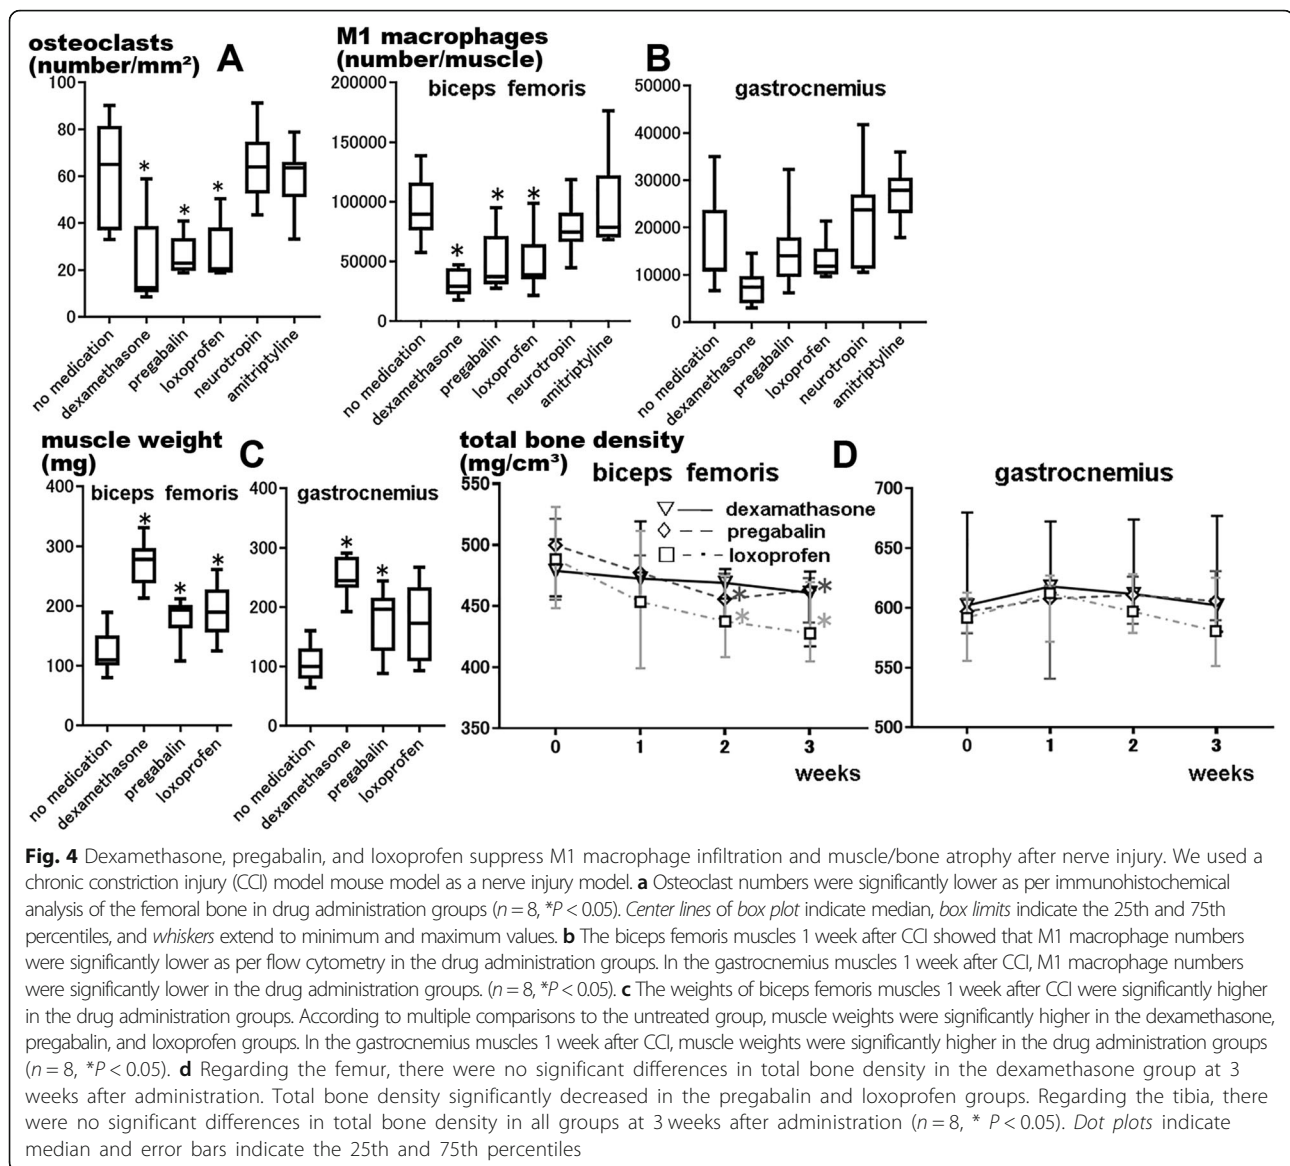 osteoclasts
(number/mm²) A
100
80
60
40
20
0
* * *
no medication
dexamethasone
pregabalin
loxoprofen
neurotropin
amitriptyline
M1 macrophages
(number/muscle)
biceps femoris
200000
150000
100000
50000
0
* * *
no medication
dexamethasone
pregabalin
loxoprofen
neurotropin
amitriptyline
B
gastrocnemius
50000
40000
30000
20000
10000
0
no medication
dexamethasone
pregabalin
loxoprofen
neurotropin
amitriptyline
muscle weight
(mg) C
biceps femoris
400
300
200
100
0
* * *
no medication
dexamethasone
pregabalin
loxoprofen
gastrocnemius
400
300
200
100
0
* *
no medication
dexamethasone
pregabalin
loxoprofen
total bone density
(mg/cm³) D
biceps femoris
dexamathasone
pregabalin
loxoprofen
550
500
450
400
350
* * * *
0 1 2 3
weeks
gastrocnemius
700
650
600
550
500
0 1 2 3
weeks
Fig. 4 Dexamethasone, pregabalin, and loxoprofen suppress M1 macrophage infiltration and muscle/bone atrophy after nerve injury. We used a
chronic constriction injury (CCI) model mouse model as a nerve injury model. a Osteoclast numbers were significantly lower as per immunohistochemical
analysis of the femoral bone in drug administration groups (n = 8, *P < 0.05). Center lines of box plot indicate median, box limits indicate the 25th and 75th
percentiles, and whiskers extend to minimum and maximum values. b The biceps femoris muscles 1 week after CCI showed that M1 macrophage numbers
were significantly lower as per flow cytometry in the drug administration groups. In the gastrocnemius muscles 1 week after CCI, M1 macrophage numbers
were significantly lower in the drug administration groups. (n = 8, *P < 0.05). c The weights of biceps femoris muscles 1 week after CCI were significantly higher
in the drug administration groups. According to multiple comparisons to the untreated group, muscle weights were significantly higher in the dexamethasone,
pregabalin, and loxoprofen groups. In the gastrocnemius muscles 1 week after CCI, muscle weights were significantly higher in the drug administration groups
(n = 8, *P < 0.05). d Regarding the femur, there were no significant differences in total bone density in the dexamethasone group at 3
weeks after administration. Total bone density significantly decreased in the pregabalin and loxoprofen groups. Regarding the tibia, there
were no significant differences in total bone density in all groups at 3 weeks after administration (n = 8, * P < 0.05). Dot plots indicate
median and error bars indicate the 25th and 75th percentiles